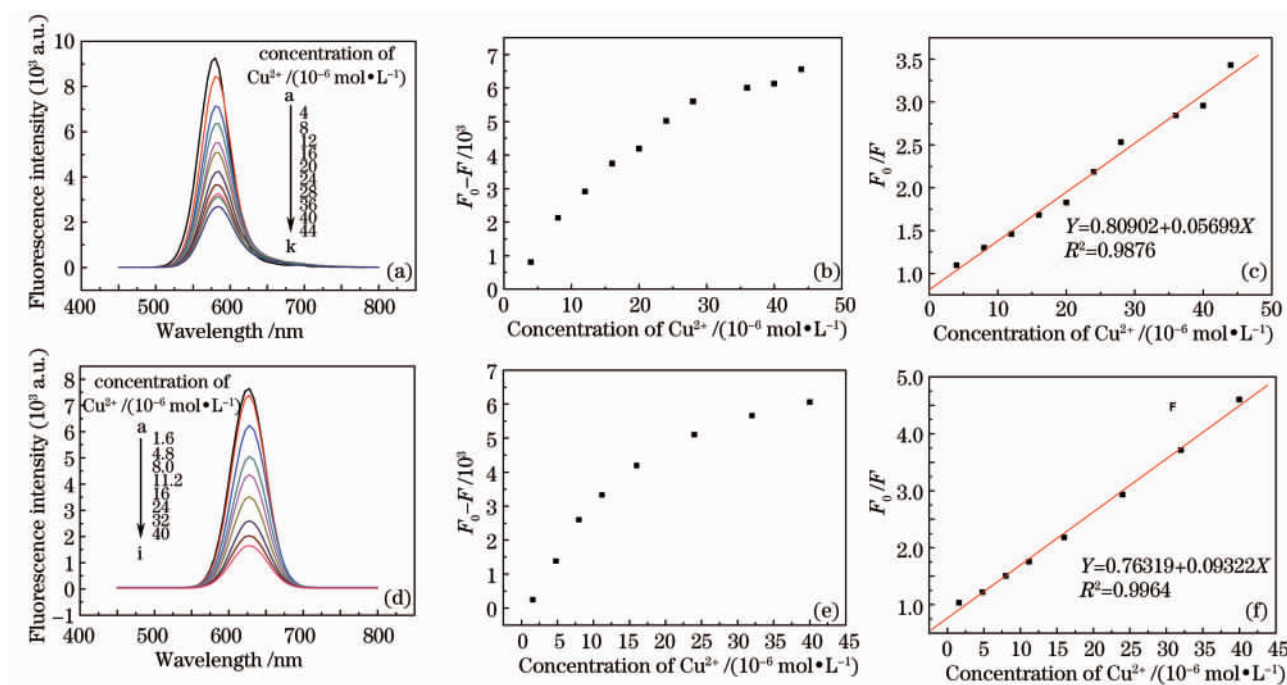 Fluorescence intensity (10³ a.u.)
10
8
6
4
2
0
concentration of
Cu²⁺/(10⁻⁶ mol•L⁻¹)
a
4
8
12
16
20
24
28
36
40
44
k
(a)
400 500 600 700 800
Wavelength /nm
F₀−F /10³
7
6
5
4
3
2
1
0
(b)
0 10 20 30 40 50
Concentration of Cu²⁺ /(10⁻⁶ mol•L⁻¹)
F₀/F
3.5
3.0
2.5
2.0
1.5
1.0
Y=0.80902+0.05699X
R²=0.9876
(c)
0 10 20 30 40 50
Concentration of Cu²⁺ /(10⁻⁶ mol•L⁻¹)
Fluorescence intensity (10³ a.u.)
8
7
6
5
4
3
2
1
0
−1
concentration of
Cu²⁺/(10⁻⁶ mol•L⁻¹)
a
1.6
4.8
8.0
11.2
16
24
32
40
i
(d)
400 500 600 700 800
Wavelength /nm
F₀−F /10³
7
6
5
4
3
2
1
0
(e)
0 5 10 15 20 25 30 35 40 45
Concentration of Cu²⁺ /(10⁻⁶ mol•L⁻¹)
F₀/F
5.0
4.0
3.0
2.0
1.0
F
Y=0.76319+0.09322X
R²=0.9964
(f)
0 5 10 15 20 25 30 35 40 45
Concentration of Cu²⁺ /(10⁻⁶ mol•L⁻¹)